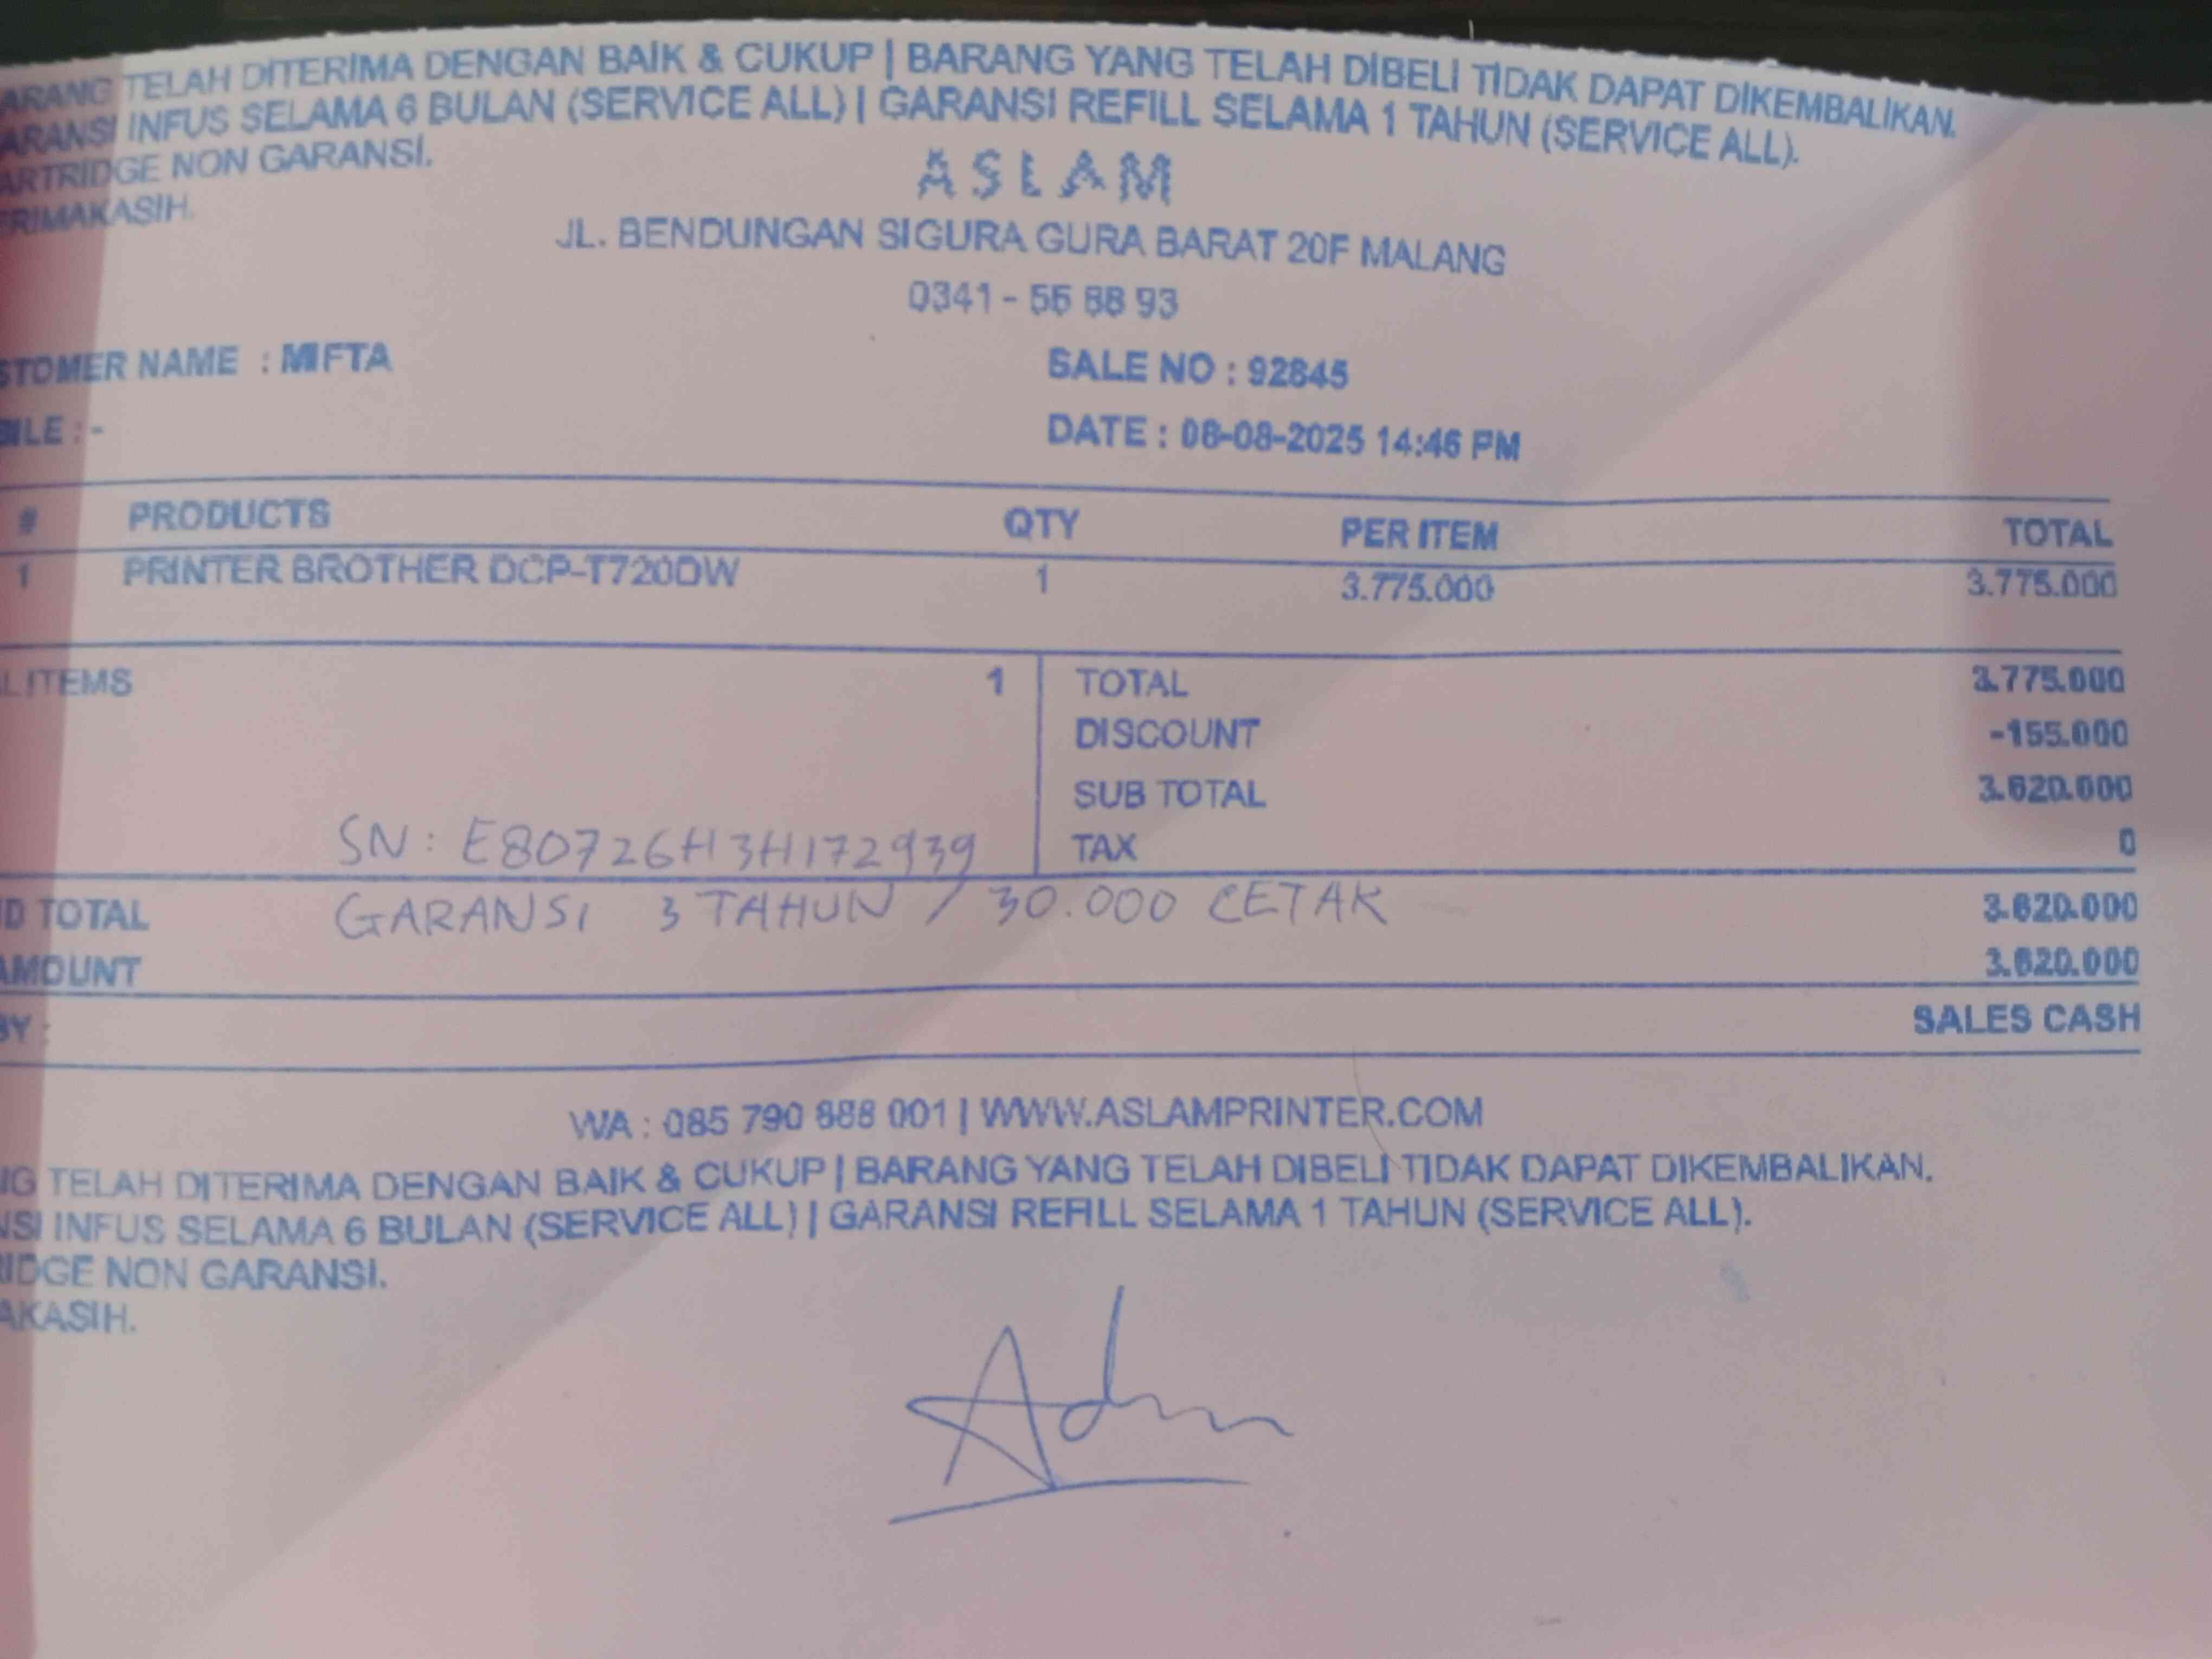 ARANG TELAH DITERIMA DENGAN BAIK & CUKUP | BARANG YANG TELAH DIBELI TIDAK DAPAT DIKEMBALIKAN.
ARANSI INFUS SELAMA 6 BULAN (SERVICE ALL) | GARANSI REFILL SELAMA 1 TAHUN (SERVICE ALL).
ARTRIDGE NON GARANSI.
ERIMAKASIH.
ASLAM
JL. BENDUNGAN SIGURA GURA BARAT 20F MALANG
0341 - 56 88 93
STOMER NAME : MIFTA SALE NO : 92845
BILE : - DATE : 08-08-2025 14:46 PM
# PRODUCTS QTY PER ITEM TOTAL
1 PRINTER BROTHER DCP-T720DW 1 3.775.000 3.775.000
L ITEMS 1 TOTAL 3.775.000
DISCOUNT -155.000
SUB TOTAL 3.620.000
SN: E80726H3H172939 TAX 0
D TOTAL GARANSI 3 TAHUN / 30.000 CETAK 3.620.000
AMOUNT 3.620.000
BY : SALES CASH
WA : 085 790 888 001 | WWW.ASLAMPRINTER.COM
NG TELAH DITERIMA DENGAN BAIK & CUKUP | BARANG YANG TELAH DIBELI TIDAK DAPAT DIKEMBALIKAN.
NSI INFUS SELAMA 6 BULAN (SERVICE ALL) | GARANSI REFILL SELAMA 1 TAHUN (SERVICE ALL).
IDGE NON GARANSI.
AKASIH.
Adm